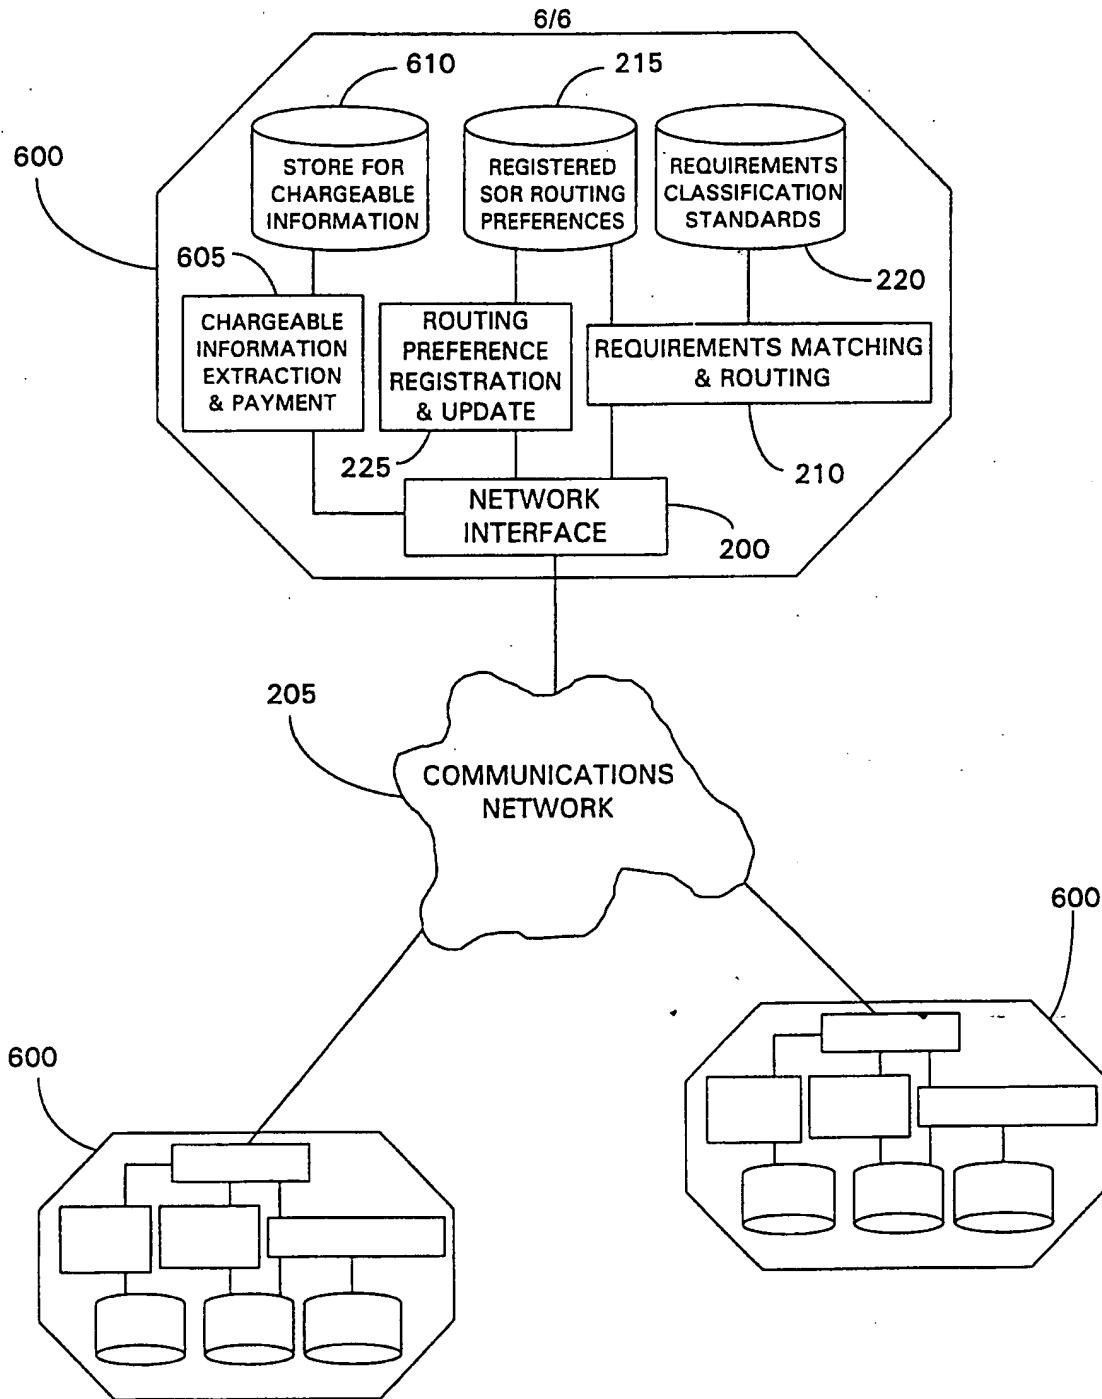 6/6
610
215
600
STORE FOR
CHARGEABLE
INFORMATION
REGISTERED
SOR ROUTING
PREFERENCES
REQUIREMENTS
CLASSIFICATION
STANDARDS
605
220
CHARGEABLE
INFORMATION
EXTRACTION
& PAYMENT
ROUTING
PREFERENCE
REGISTRATION
& UPDATE
REQUIREMENTS MATCHING
& ROUTING
225
210
NETWORK
INTERFACE
200
205
COMMUNICATIONS
NETWORK
600
600